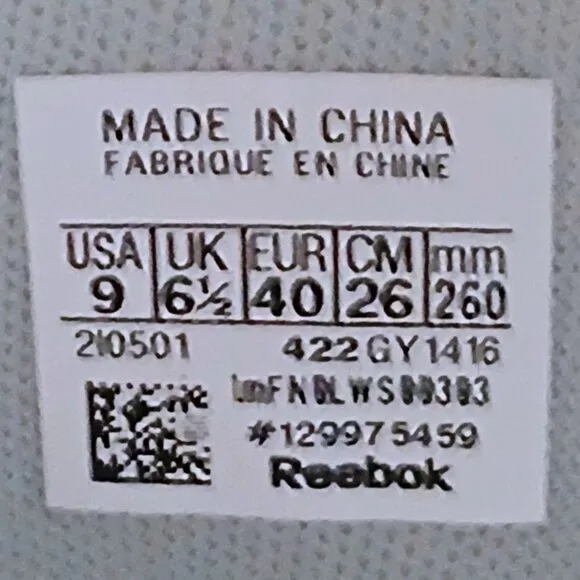 MADE IN CHINA
FABRIQUE EN CHINE
USA UK EUR CM mm
9 6½ 40 26 260
210501 422 GY1416
#129975459
Reebok